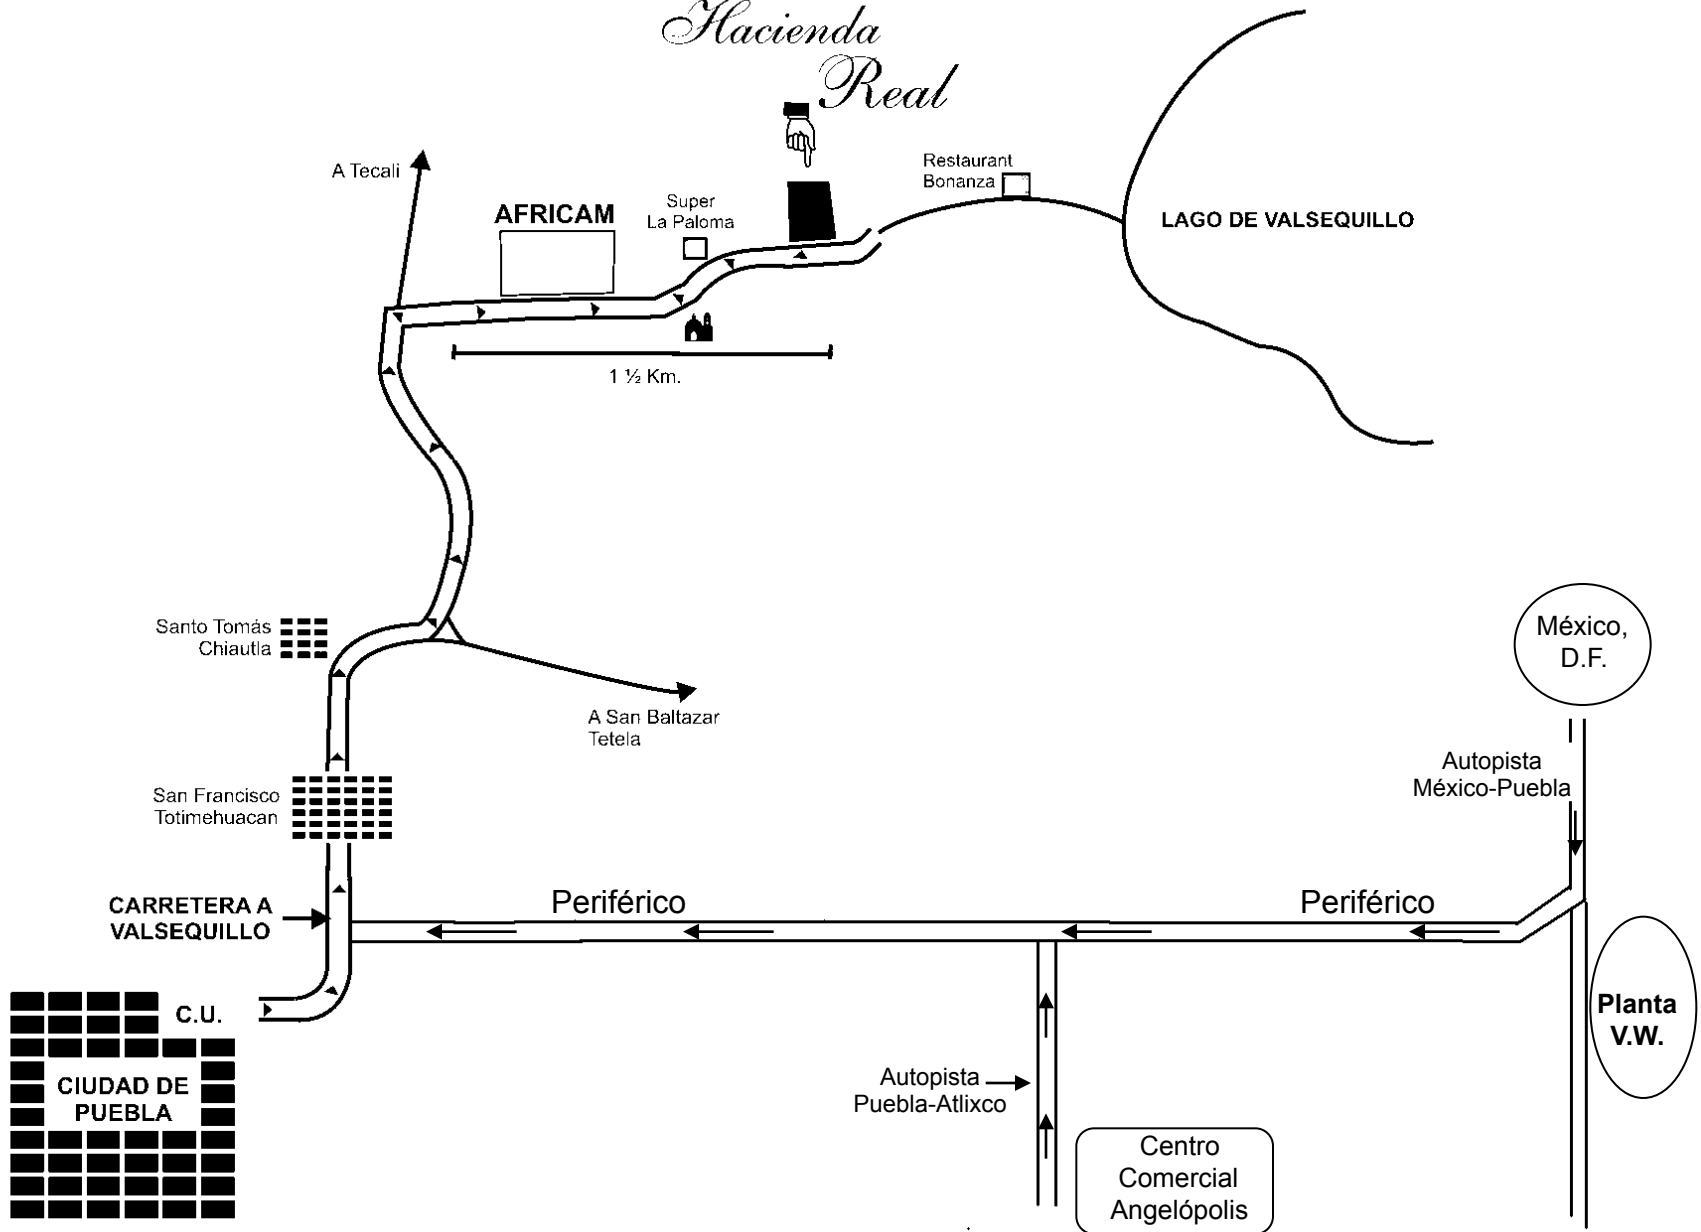 Hacienda
Real
A Tecali
AFRICAM
Super
La Paloma
Restaurant
Bonanza
LAGO DE VALSEQUILLO
1 ½ Km.
Santo Tomás
Chiautla
A San Baltazar
Tetela
México,
D.F.
Autopista
México-Puebla
San Francisco
Totimehuacan
CARRETERA A
VALSEQUILLO
Periférico
Periférico
C.U.
CIUDAD DE
PUEBLA
Autopista
Puebla-Atlixco
Centro
Comercial
Angelópolis
Planta
V.W.